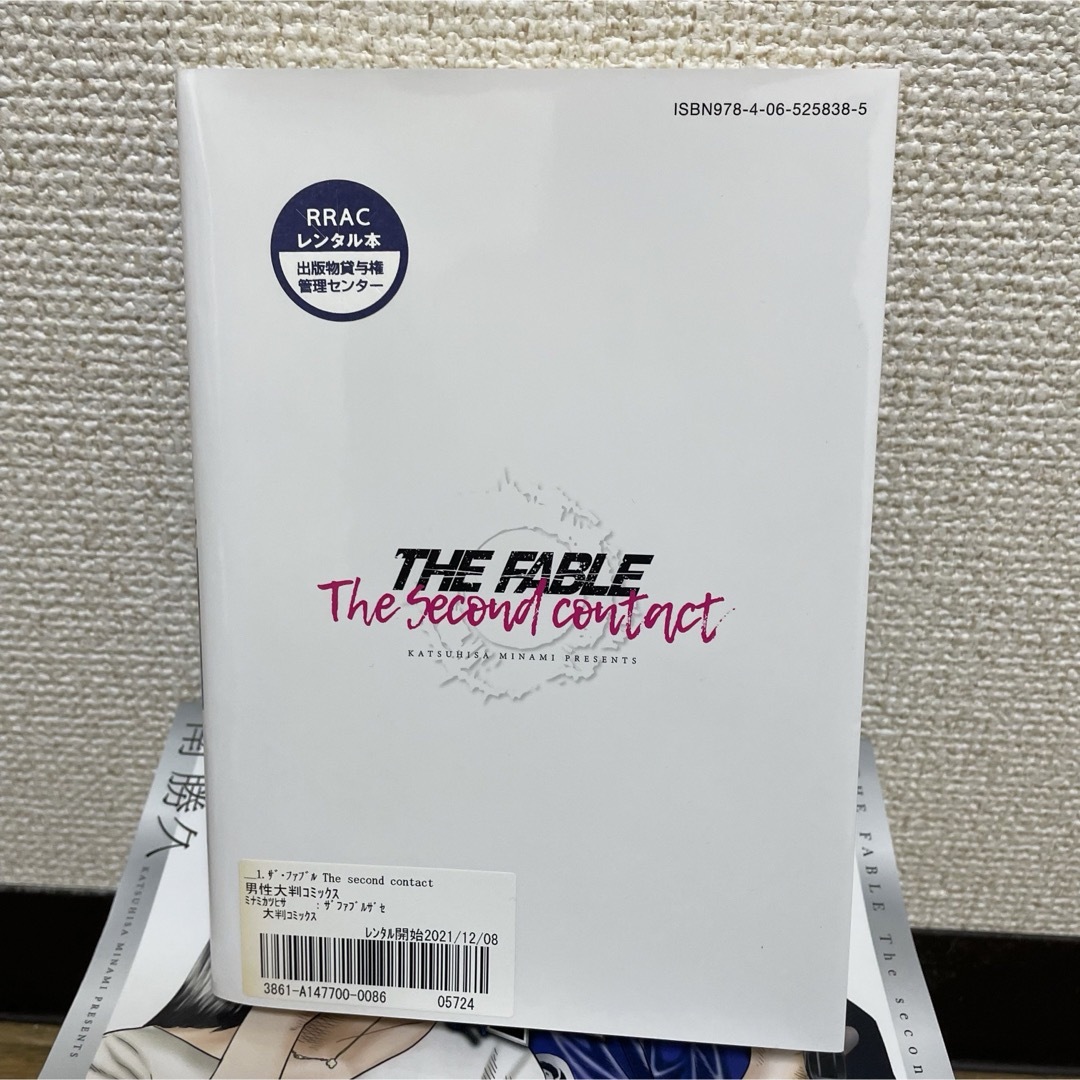 ISBN978-4-06-525838-5
RRAC
レンタル本
出版物貸与権
管理センター
THE FABLE
The Second contact
KATSUHISA MINAMI PRESENTS
__1.ｻﾞ･ﾌｧﾌﾞﾙ The second contact
男性大判ｺﾐｯｸｽ
ﾐﾅﾐｶﾂﾋｻ :ｻﾞﾌｧﾌﾞﾙｻﾞｾ
大判ｺﾐｯｸｽ
ﾚﾝﾀﾙ開始2021/12/08
3861-A147700-0086 05724
南勝久
KATSUHISA MINAMI PRESENTS
THE FABLE The secon